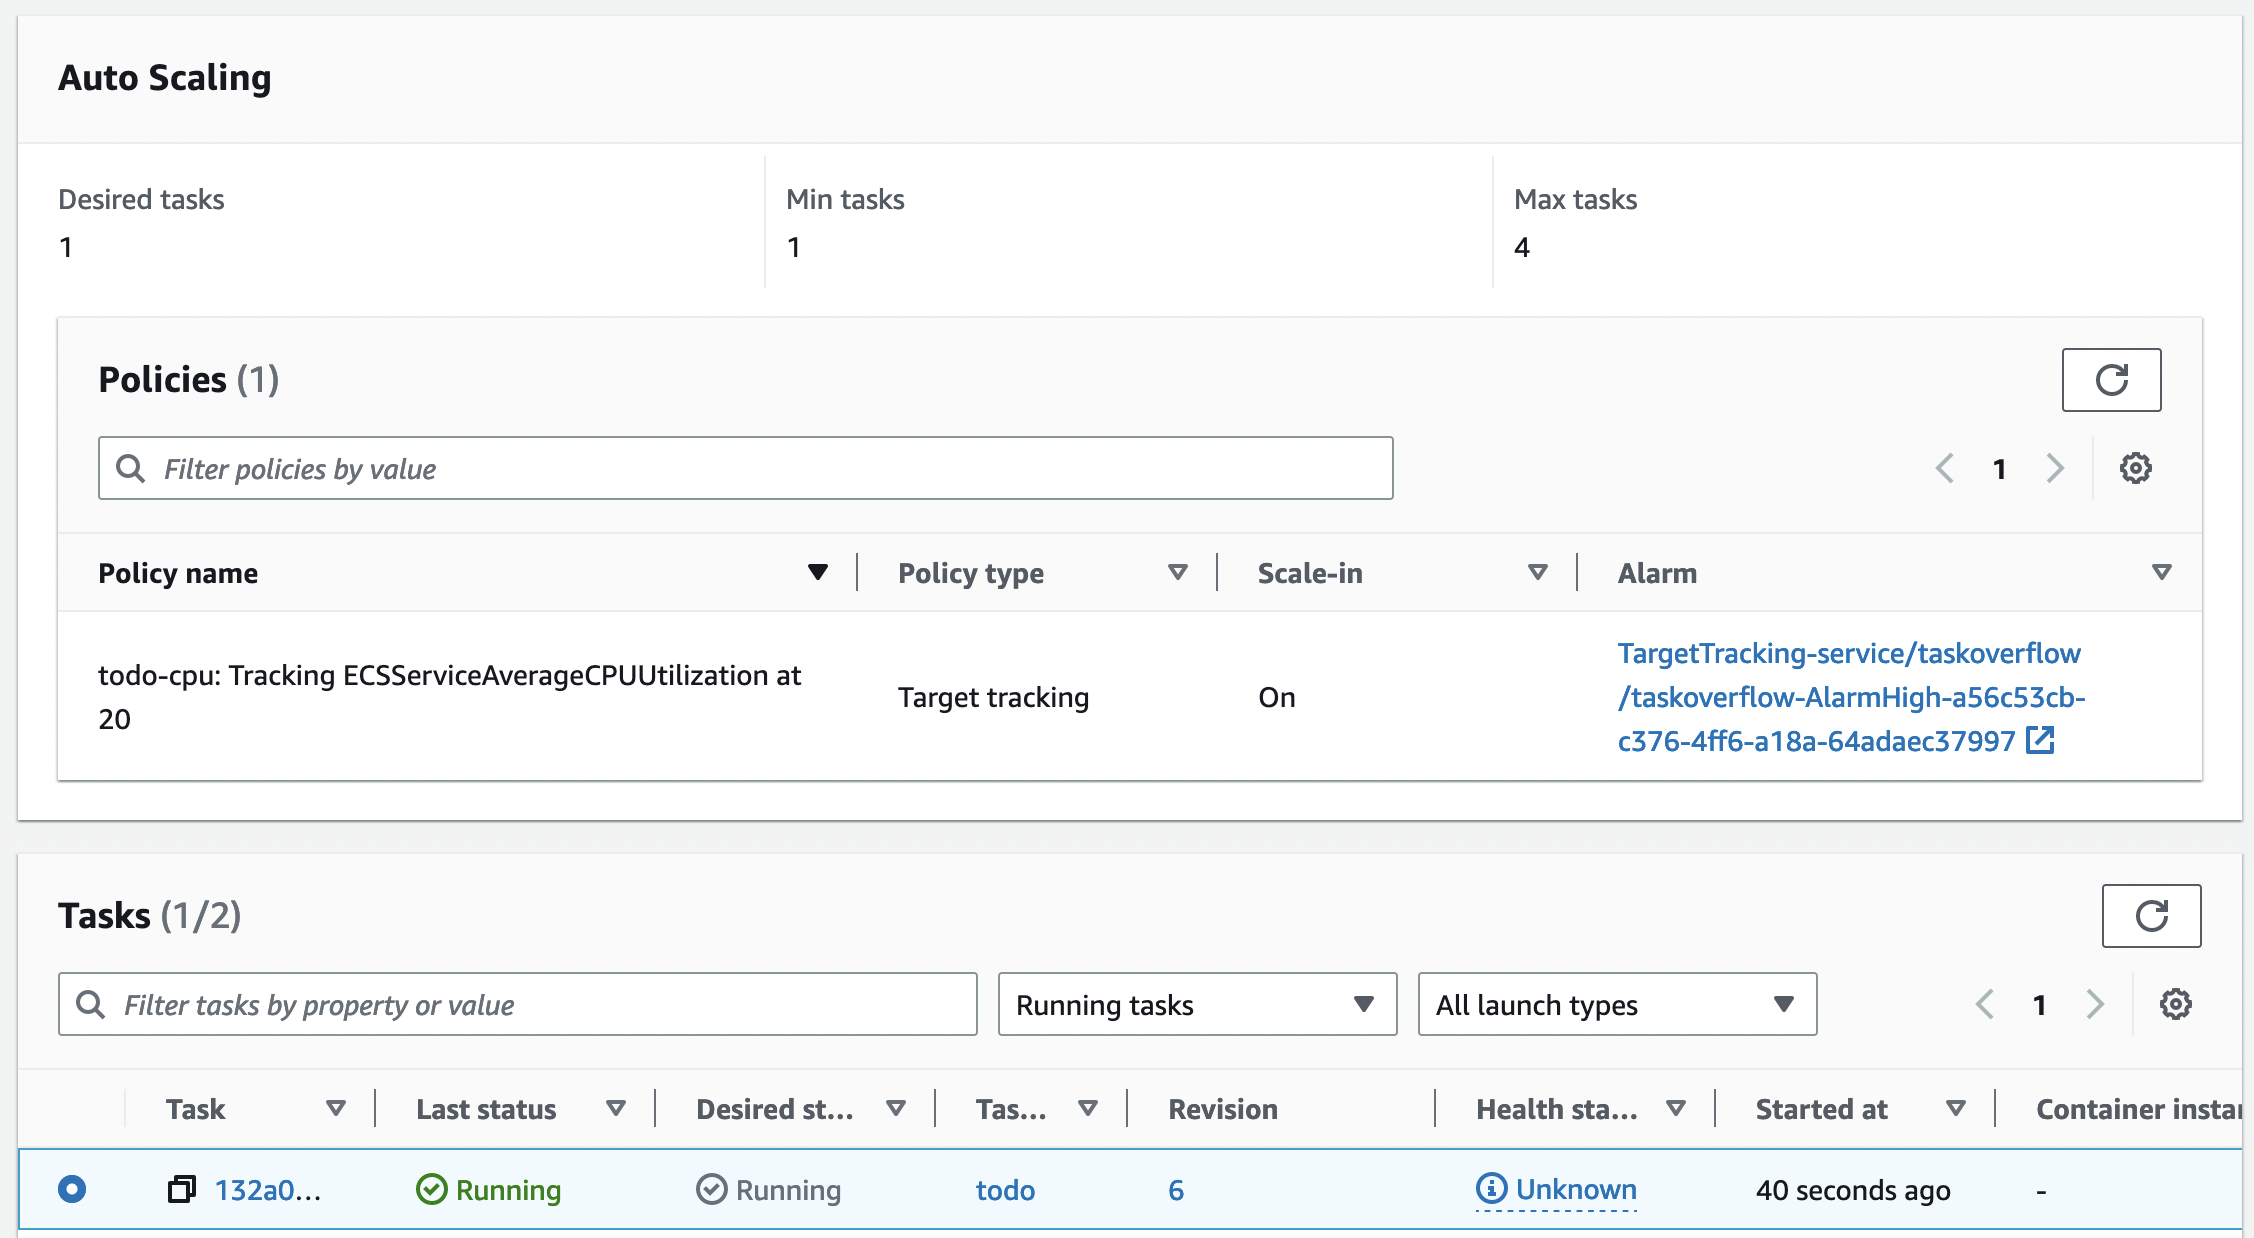 Auto Scaling
Desired tasks
1
Min tasks
1
Max tasks
4
Policies (1)
Filter policies by value
1
Policy name
Policy type
Scale-in
Alarm
todo-cpu: Tracking ECSServiceAverageCPUUtilization at
20
Target tracking
On
TargetTracking-service/taskoverflow
/taskoverflow-AlarmHigh-a56c53cb-
c376-4ff6-a18a-64adaec37997
Tasks (1/2)
Filter tasks by property or value
Running tasks
All launch types
1
Task
Last status
Desired st...
Tas...
Revision
Health sta...
Started at
Container instan
132a0...
Running
Running
todo
6
Unknown
40 seconds ago
-